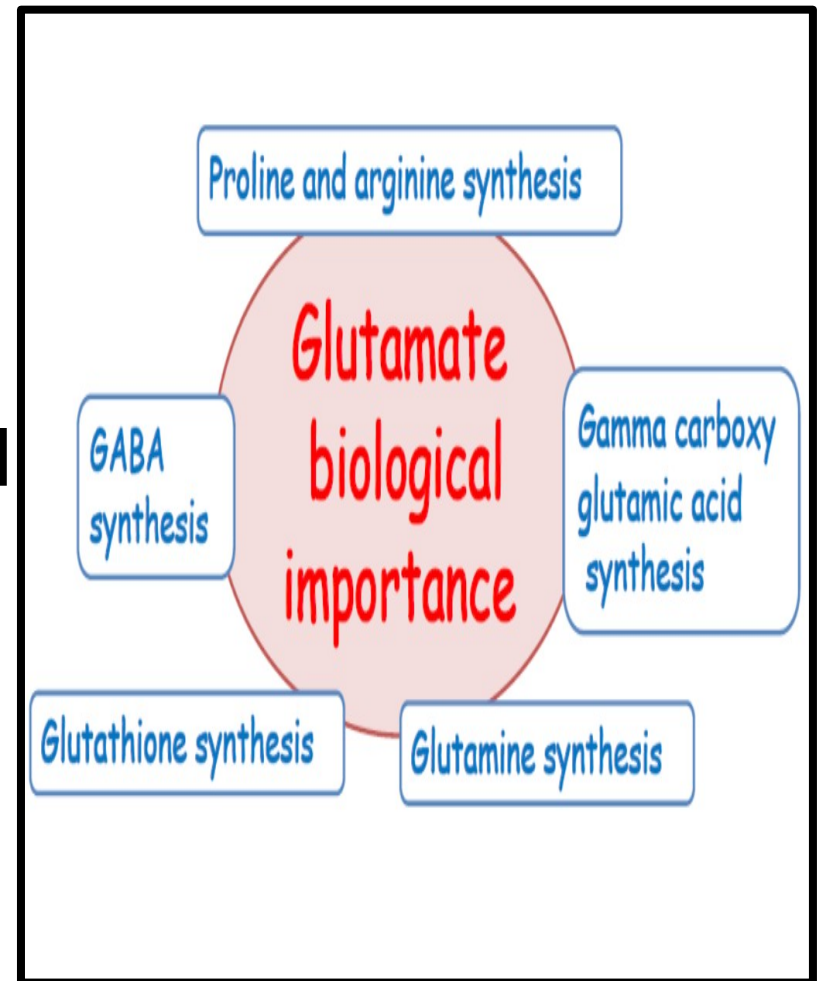 Proline and arginine synthesis
Glutamate
biological
importance
GABA
synthesis
Gamma carboxy
glutamic acid
synthesis
Glutathione synthesis
Glutamine synthesis